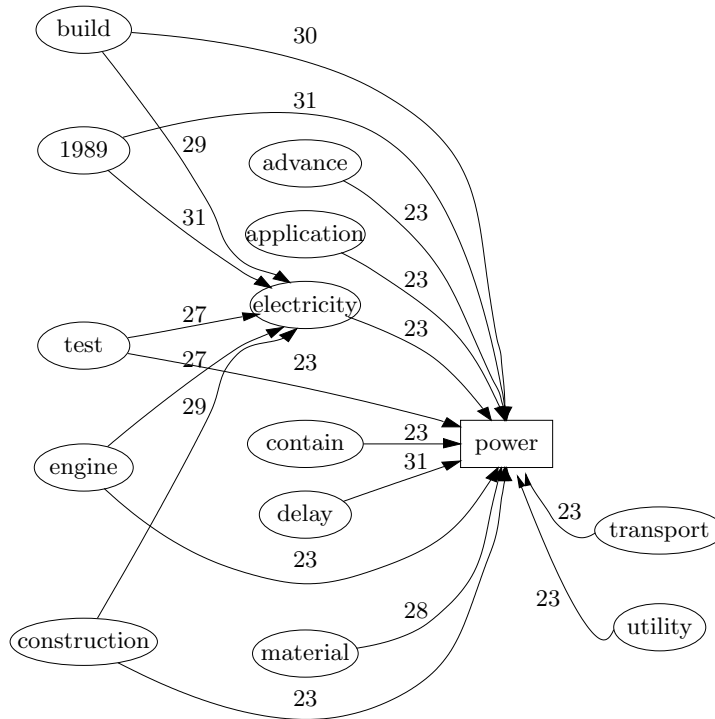 build
30
31
29
1989
advance
23
31
application
23
electricity
27
23
test
27
23
29
contain
23
power
31
engine
delay
23
transport
23
23
28
utility
construction
material
23